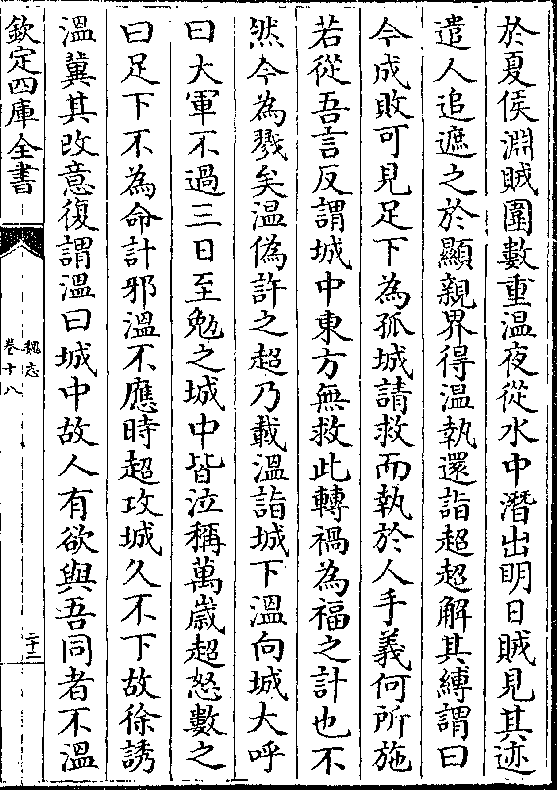 於夏侯淵賊圍數重溫夜從水中潛出明日賊見其迹
遣人追遮之於顯親界得溫執還詣超超解其縛謂曰
今成敗可見足下為孤城請救而執於人手義何所施
若從吾言反謂城中東方無救此轉禍為福之計也不
然今為戮矣溫偽許之超乃載溫詣城下溫向城大呼
曰大軍不過三日至勉之城中皆泣稱萬歲超怒數之
曰足下不為命計邪溫不應時超攻城久不下故徐誘
溫冀其改意復謂溫曰城中故人有欲與吾同者不溫
欽定四庫全書
魏志
卷十八
二十二